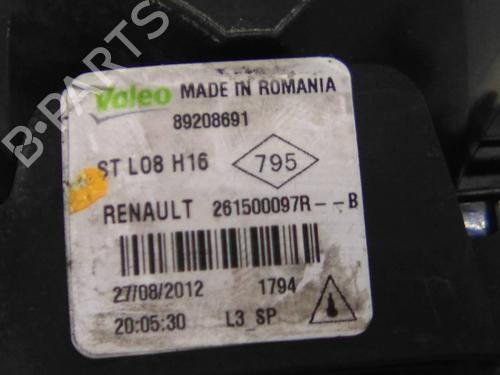 Valeo MADE IN ROMANIA
89208691
ST L08 H16 795
RENAULT 261500097R--B
27/08/2012 1794
20:05:30 L3_SP
B-PARTS